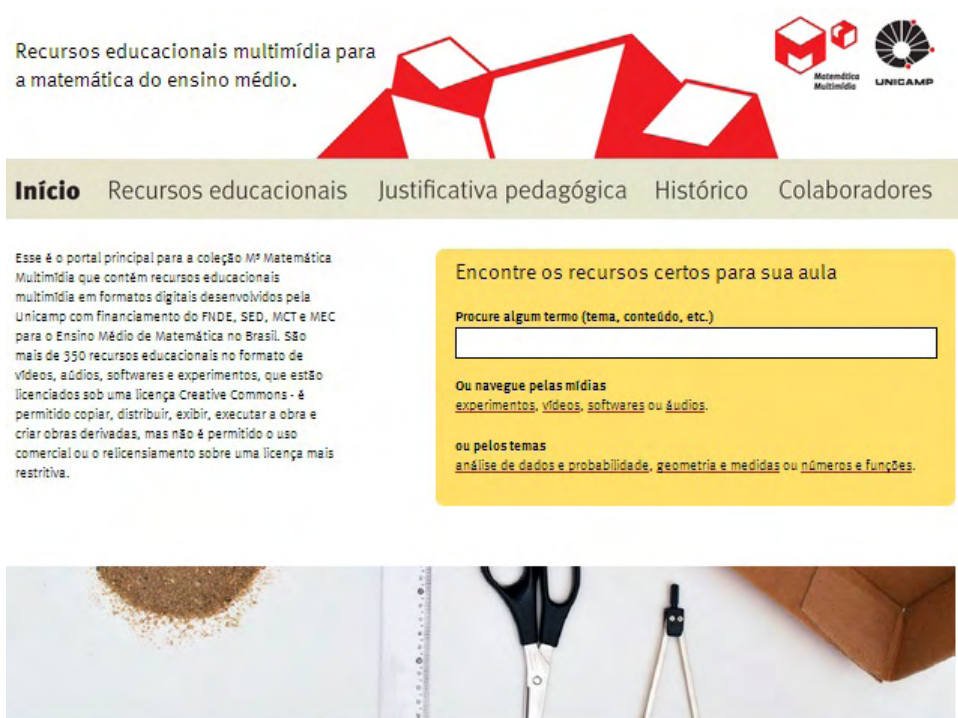 Recursos educacionais multimídia para
a matemática do ensino médio.
Matemática
Multimídia
UNICAMP
Início Recursos educacionais Justificativa pedagógica Histórico Colaboradores
Esse é o portal principal para a coleção M³ Matemática
Multimídia que contém recursos educacionais
multimídia em formatos digitais desenvolvidos pela
Unicamp com financiamento do FNDE, SED, MCT e MEC
para o Ensino Médio de Matemática no Brasil. São
mais de 350 recursos educacionais no formato de
vídeos, aúdios, softwares e experimentos, que estão
licenciados sob uma licença Creative Commons - é
permitido copiar, distribuir, exibir, executar a obra e
criar obras derivadas, mas não é permitido o uso
comercial ou o relicensiamento sobre uma licença mais
restritiva.
Encontre os recursos certos para sua aula
Procure algum termo (tema, conteúdo, etc.)
Ou navegue pelas mídias
experimentos, vídeos, softwares ou áudios.
ou pelos temas
análise de dados e probabilidade, geometria e medidas ou números e funções.